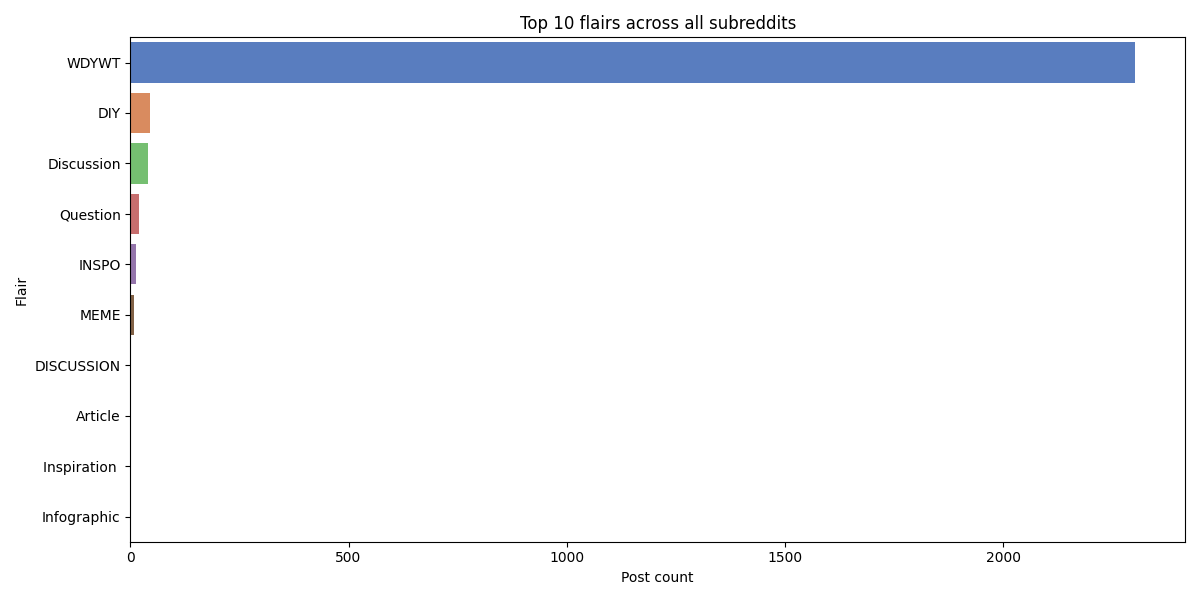 Top 10 flairs across all subreddits
WDYWT
DIY
Discussion
Question
INSPO
MEME
DISCUSSION
Article
Inspiration
Infographic
Flair
0 500 1000 1500 2000
Post count